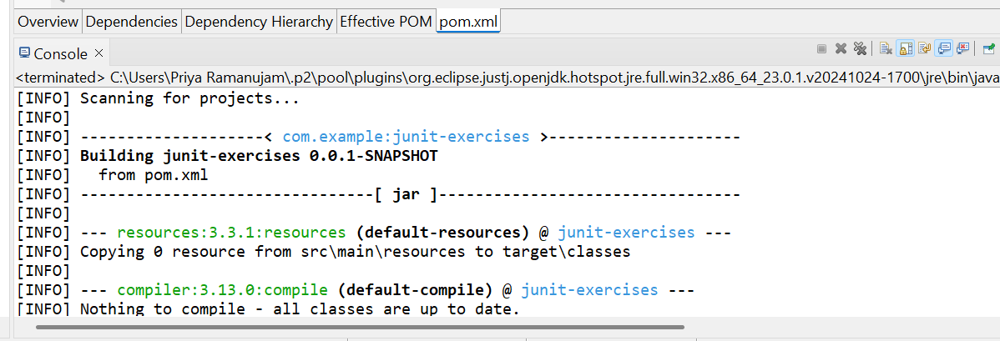 Overview Dependencies Dependency Hierarchy Effective POM pom.xml
Console
<terminated> C:\Users\Priya Ramanujam\.p2\pool\plugins\org.eclipse.justj.openjdk.hotspot.jre.full.win32.x86_64_23.0.1.v20241024-1700\jre\bin\java
[INFO] Scanning for projects...
[INFO]
[INFO] --------------------< com.example:junit-exercises >---------------------
[INFO] Building junit-exercises 0.0.1-SNAPSHOT
[INFO]   from pom.xml
[INFO] --------------------------------[ jar ]---------------------------------
[INFO]
[INFO] --- resources:3.3.1:resources (default-resources) @ junit-exercises ---
[INFO] Copying 0 resource from src\main\resources to target\classes
[INFO]
[INFO] --- compiler:3.13.0:compile (default-compile) @ junit-exercises ---
[INFO] Nothing to compile - all classes are up to date.